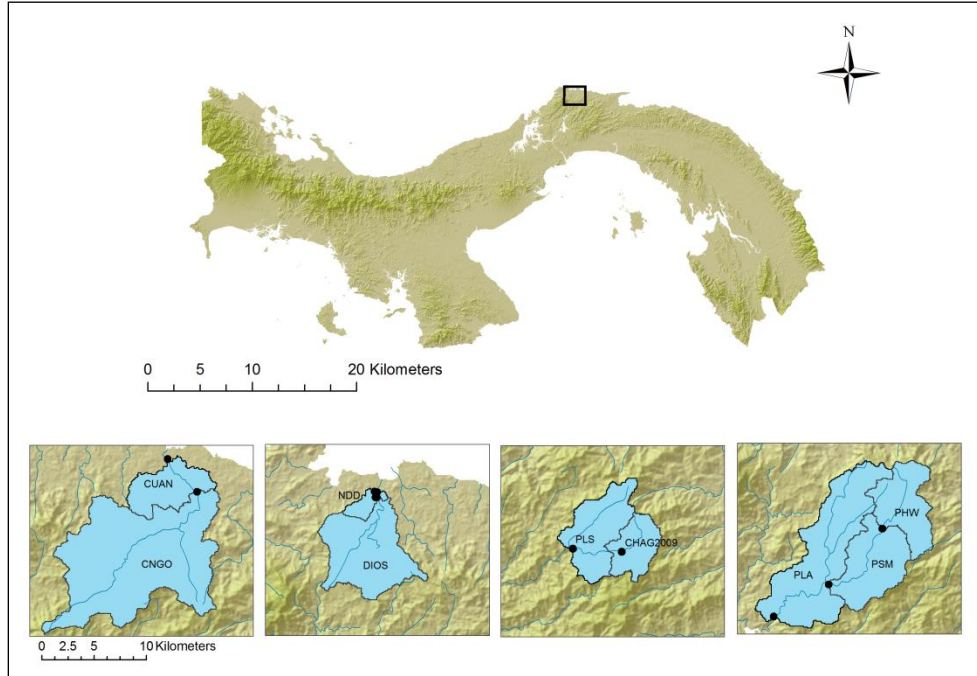 N
0 5 10 20 Kilometers
CUAN
CNGO
NDD
DIOS
PLS
CHAG2009
PHW
PSM
PLA
0 2.5 5 10 Kilometers